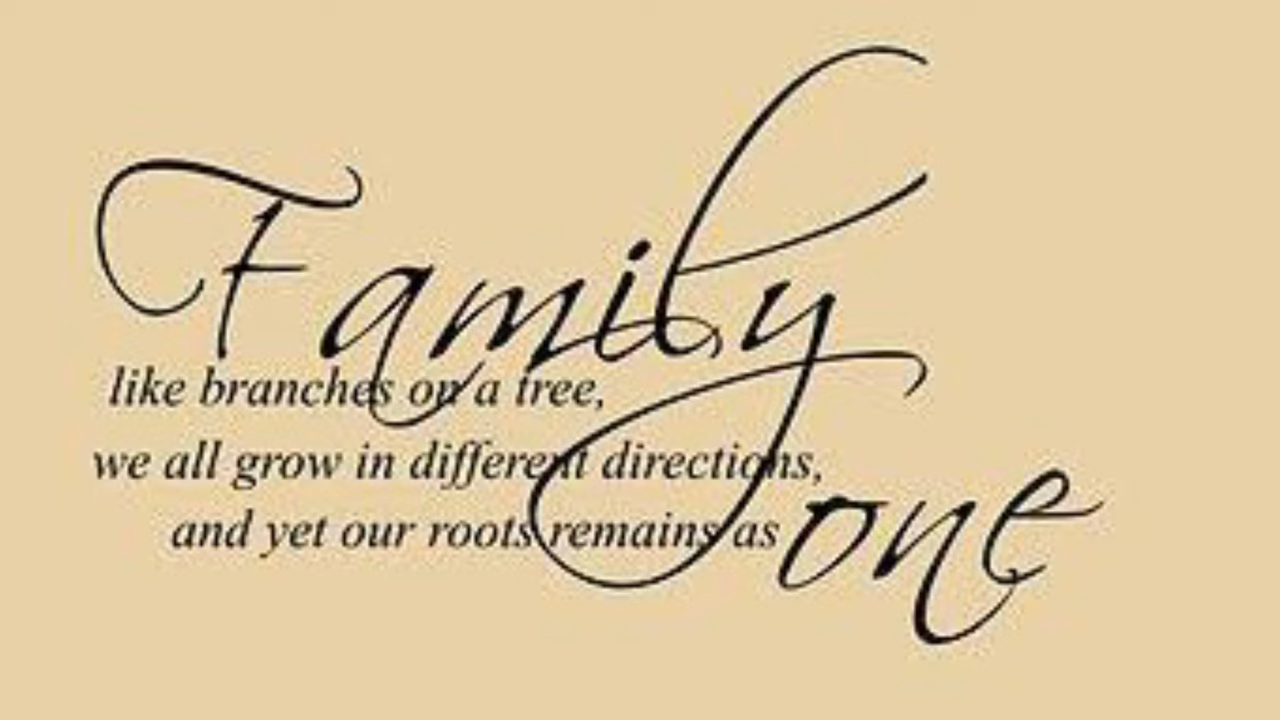 Family
like branches on a tree,
we all grow in different directions,
and yet our roots remains as one